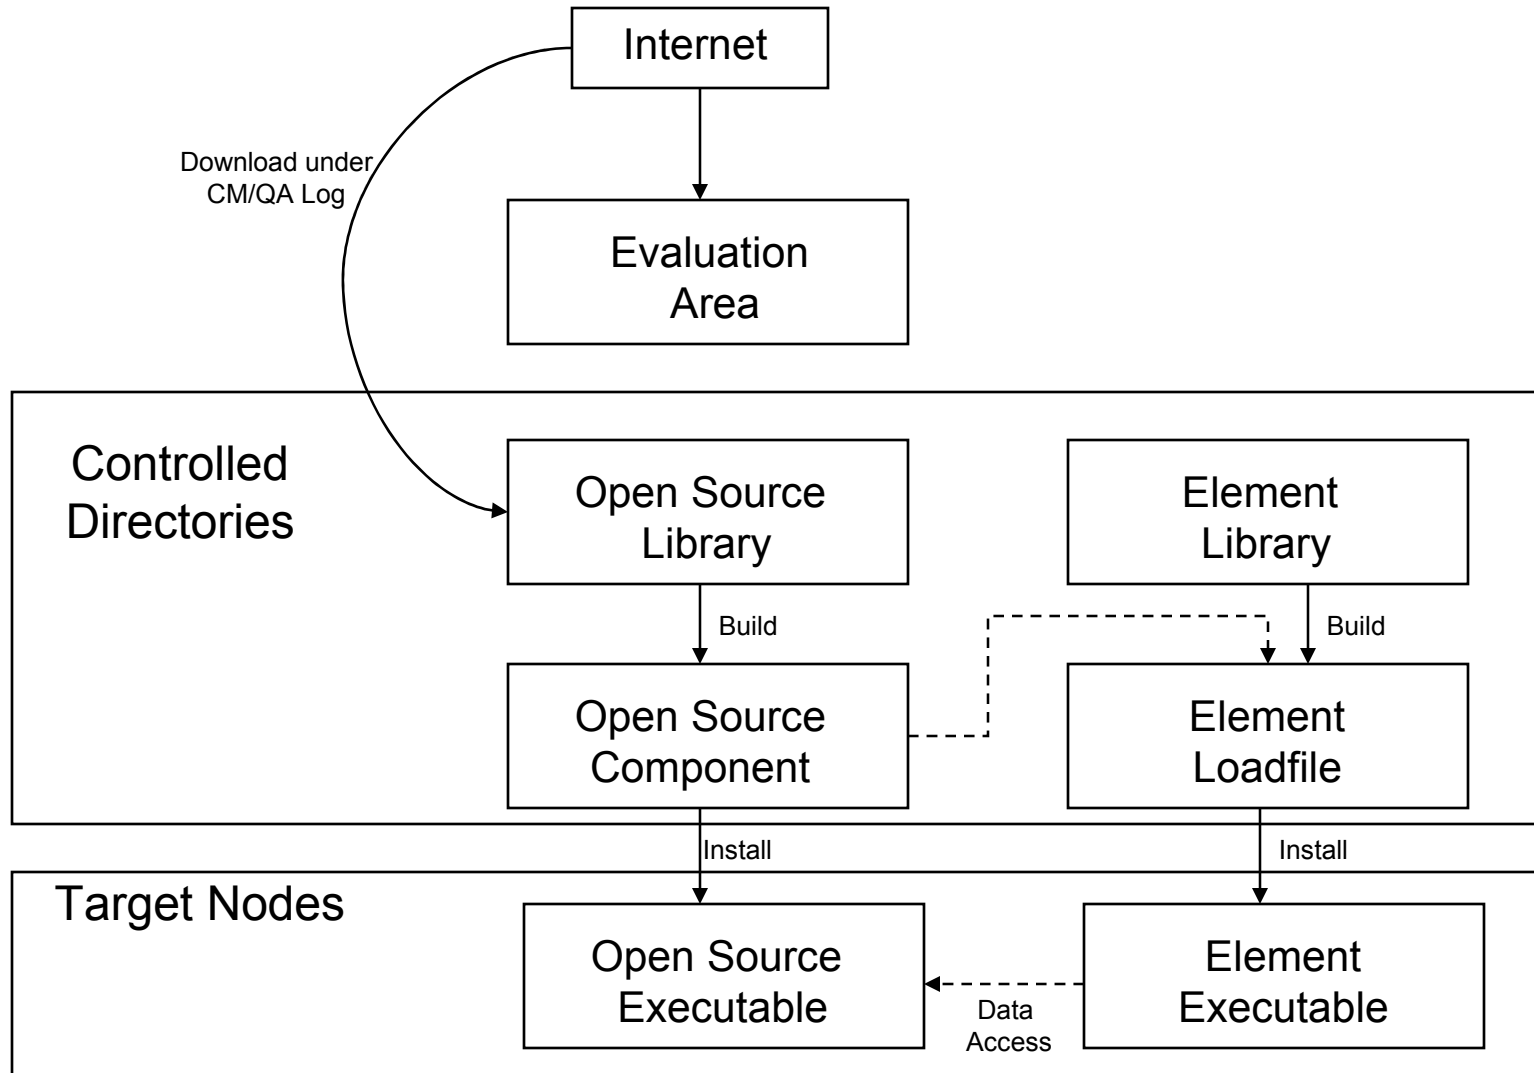 Internet
Download under
CM/QA Log
Evaluation
Area
Controlled
Directories
Open Source
Library
Element
Library
Build
Build
Open Source
Component
Element
Loadfile
Install
Install
Target Nodes
Open Source
Executable
Data
Access
Element
Executable